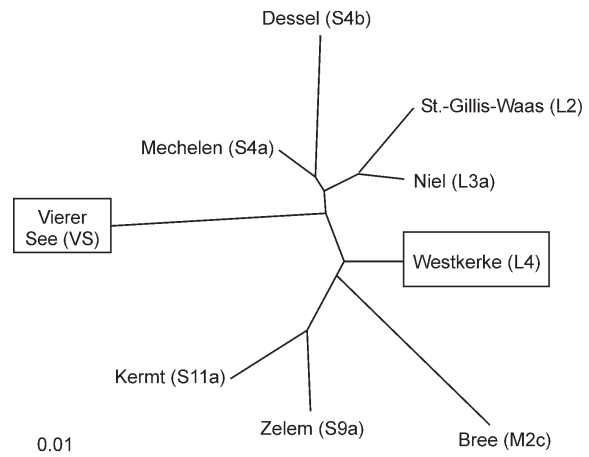 Dessel (S4b)
St.-Gillis-Waas (L2)
Mechelen (S4a)
Niel (L3a)
Vierer
See (VS)
Westkerke (L4)
Kermt (S11a)
Zelem (S9a)
Bree (M2c)
0.01